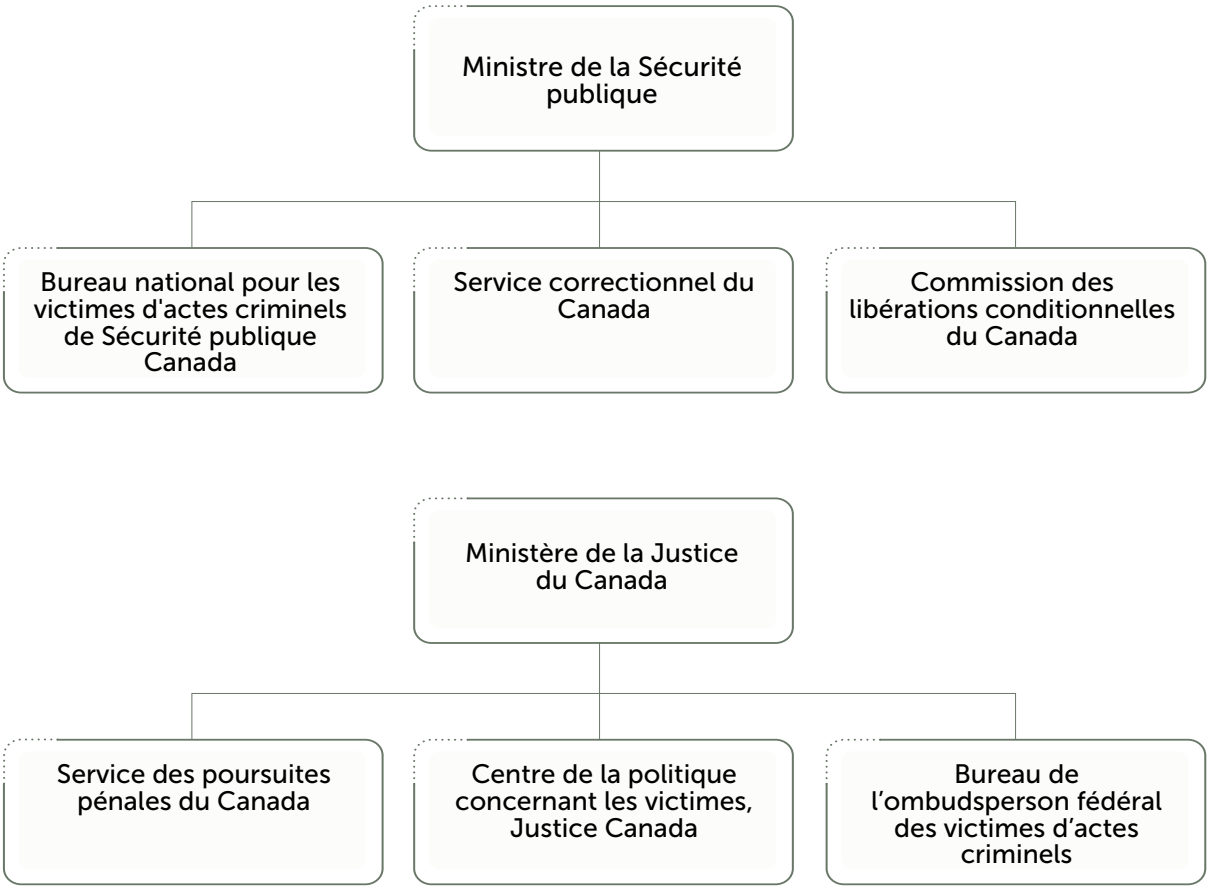 Ministre de la Sécurité
publique
Bureau national pour les
victimes d'actes criminels
de Sécurité publique
Canada
Service correctionnel du
Canada
Commission des
libérations conditionnelles
du Canada
Ministère de la Justice
du Canada
Service des poursuites
pénales du Canada
Centre de la politique
concernant les victimes,
Justice Canada
Bureau de
l’ombudsperson fédéral
des victimes d’actes
criminels